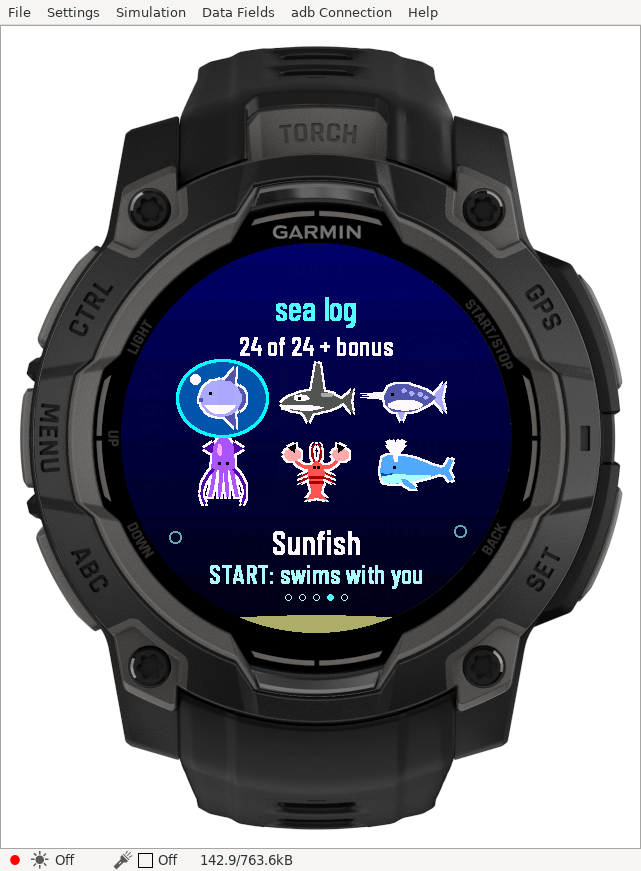 File Settings Simulation Data Fields adb Connection Help
TORCH
GARMIN
CTRL
LIGHT
START/STOP
GPS
sea log
24 of 24 + bonus
MENU
UP
Sunfish
START: swims with you
DOWN
BACK
ABC
SET
Off Off 142.9/763.6kB